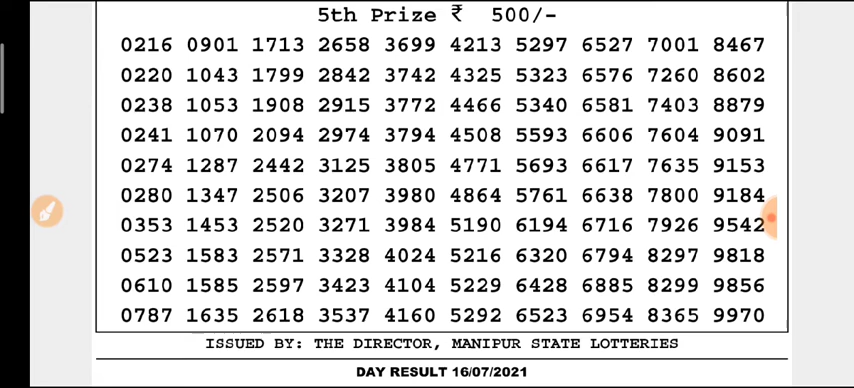 5th Prize ₹ 500/-
0216 0901 1713 2658 3699 4213 5297 6527 7001 8467
0220 1043 1799 2842 3742 4325 5323 6576 7260 8602
0238 1053 1908 2915 3772 4466 5340 6581 7403 8879
0241 1070 2094 2974 3794 4508 5593 6606 7604 9091
0274 1287 2442 3125 3805 4771 5693 6617 7635 9153
0280 1347 2506 3207 3980 4864 5761 6638 7800 9184
0353 1453 2520 3271 3984 5190 6194 6716 7926 9542
0523 1583 2571 3328 4024 5216 6320 6794 8297 9818
0610 1585 2597 3423 4104 5229 6428 6885 8299 9856
0787 1635 2618 3537 4160 5292 6523 6954 8365 9970
ISSUED BY: THE DIRECTOR, MANIPUR STATE LOTTERIES
DAY RESULT 16/07/2021